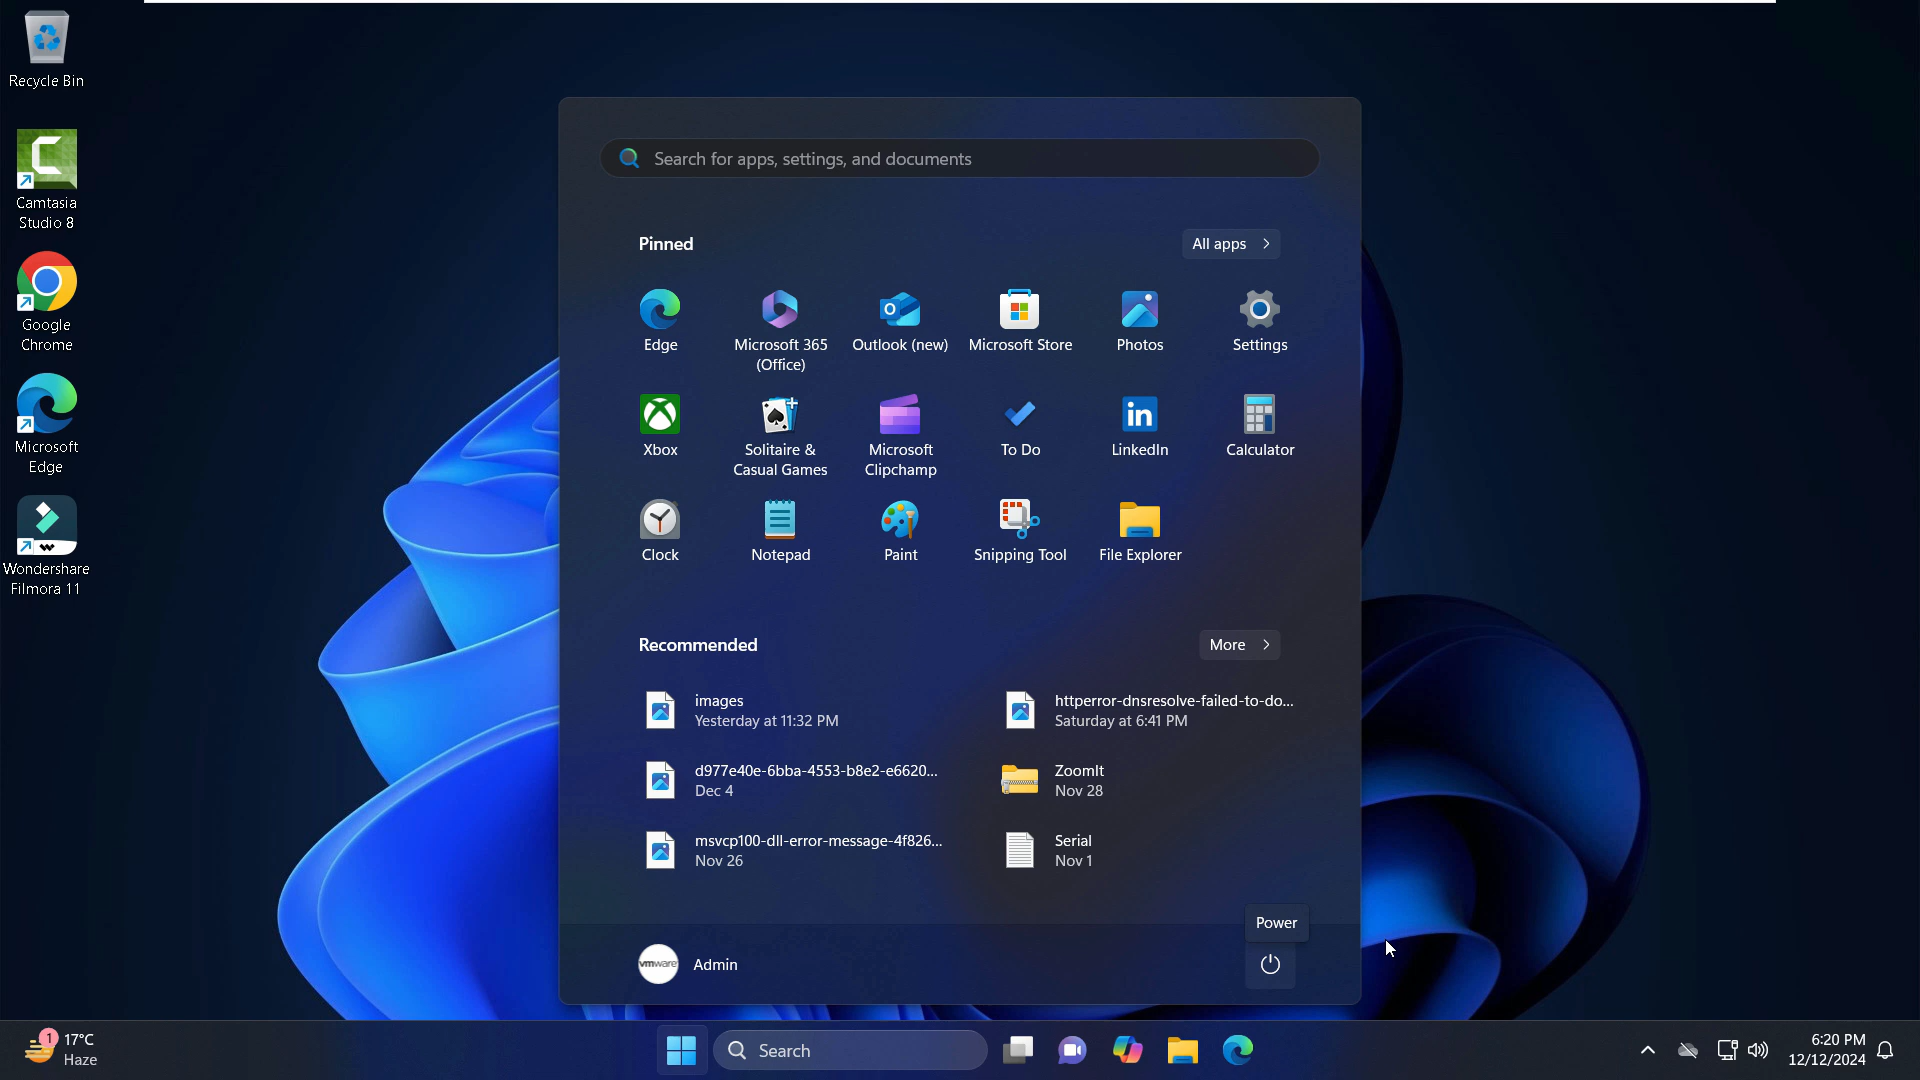 Recycle Bin
Camtasia
Studio 8
Google
Chrome
Microsoft
Edge
Wondershare
Filmora 11
Search for apps, settings, and documents
Pinned
All apps
Edge
Microsoft 365
(Office)
Outlook (new)
Microsoft Store
Photos
Settings
Xbox
Solitaire &
Casual Games
Microsoft
Clipchamp
To Do
LinkedIn
Calculator
Clock
Notepad
Paint
Snipping Tool
File Explorer
Recommended
More
images
Yesterday at 11:32 PM
httperror-dnsresolve-failed-to-do...
Saturday at 6:41 PM
d977e40e-6bba-4553-b8e2-e6620...
Dec 4
ZoomIt
Nov 28
msvcp100-dll-error-message-4f826...
Nov 26
Serial
Nov 1
Power
vmware
Admin
1
17°C
Haze
Search
6:20 PM
12/12/2024